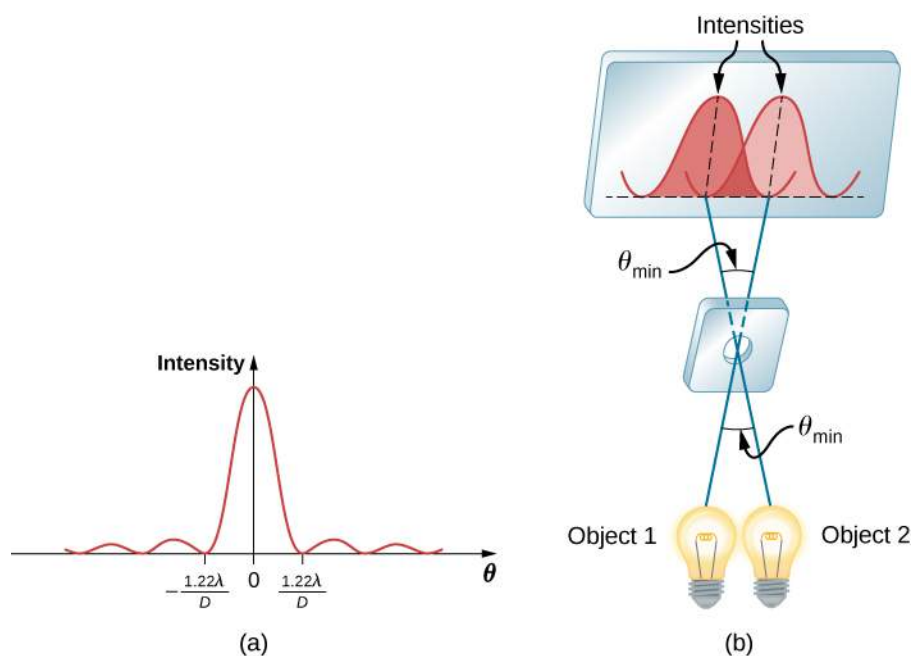 Intensity
−1.22λ/D
0
1.22λ/D
θ
(a)
Intensities
θmin
θmin
Object 1
Object 2
(b)